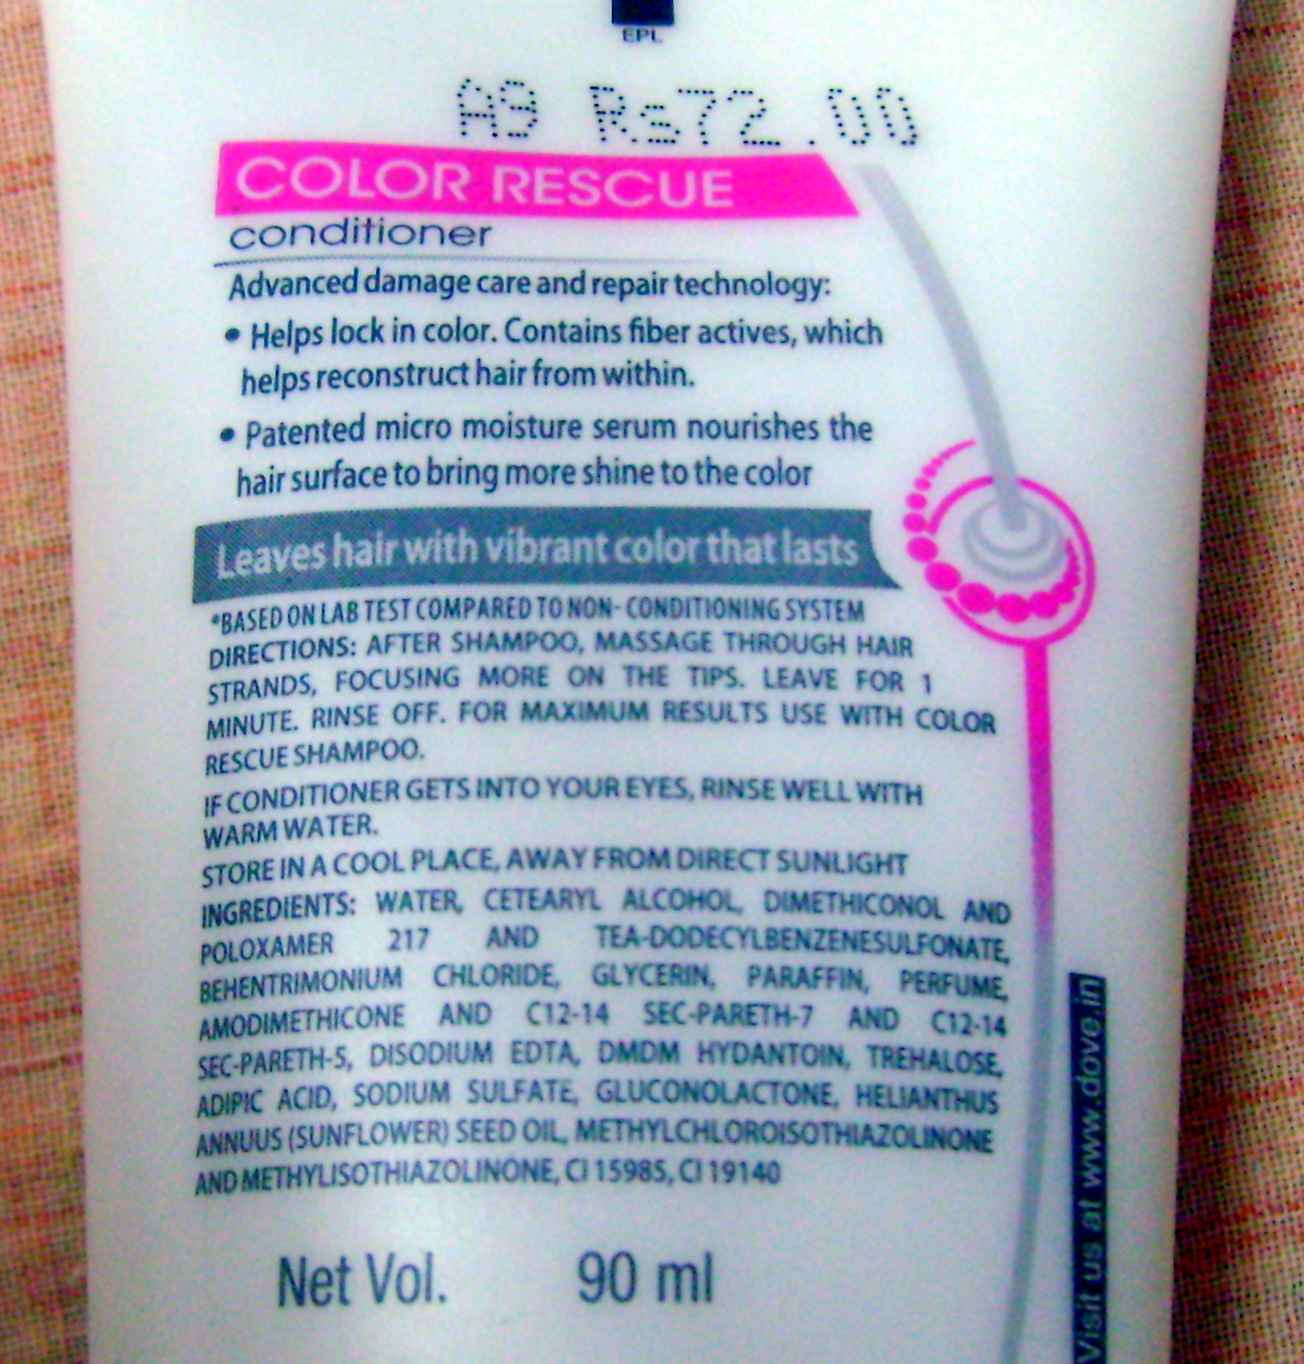 EPL
A9 Rs72.00
COLOR RESCUE
conditioner
Advanced damage care and repair technology:
• Helps lock in color. Contains fiber actives, which
helps reconstruct hair from within.
• Patented micro moisture serum nourishes the
hair surface to bring more shine to the color
Leaves hair with vibrant color that lasts
*BASED ON LAB TEST COMPARED TO NON- CONDITIONING SYSTEM
DIRECTIONS: AFTER SHAMPOO, MASSAGE THROUGH HAIR
STRANDS, FOCUSING MORE ON THE TIPS. LEAVE FOR 1
MINUTE. RINSE OFF. FOR MAXIMUM RESULTS USE WITH COLOR
RESCUE SHAMPOO.
IF CONDITIONER GETS INTO YOUR EYES, RINSE WELL WITH
WARM WATER.
STORE IN A COOL PLACE, AWAY FROM DIRECT SUNLIGHT
INGREDIENTS: WATER, CETEARYL ALCOHOL, DIMETHICONOL AND
POLOXAMER 217 AND TEA-DODECYLBENZENESULFONATE,
BEHENTRIMONIUM CHLORIDE, GLYCERIN, PARAFFIN, PERFUME,
AMODIMETHICONE AND C12-14 SEC-PARETH-7 AND C12-14
SEC-PARETH-5, DISODIUM EDTA, DMDM HYDANTOIN, TREHALOSE,
ADIPIC ACID, SODIUM SULFATE, GLUCONOLACTONE, HELIANTHUS
ANNUUS (SUNFLOWER) SEED OIL, METHYLCHLOROISOTHIAZOLINONE
AND METHYLISOTHIAZOLINONE, CI 15985, CI 19140
Net Vol. 90 ml
Visit us at www.dove.in